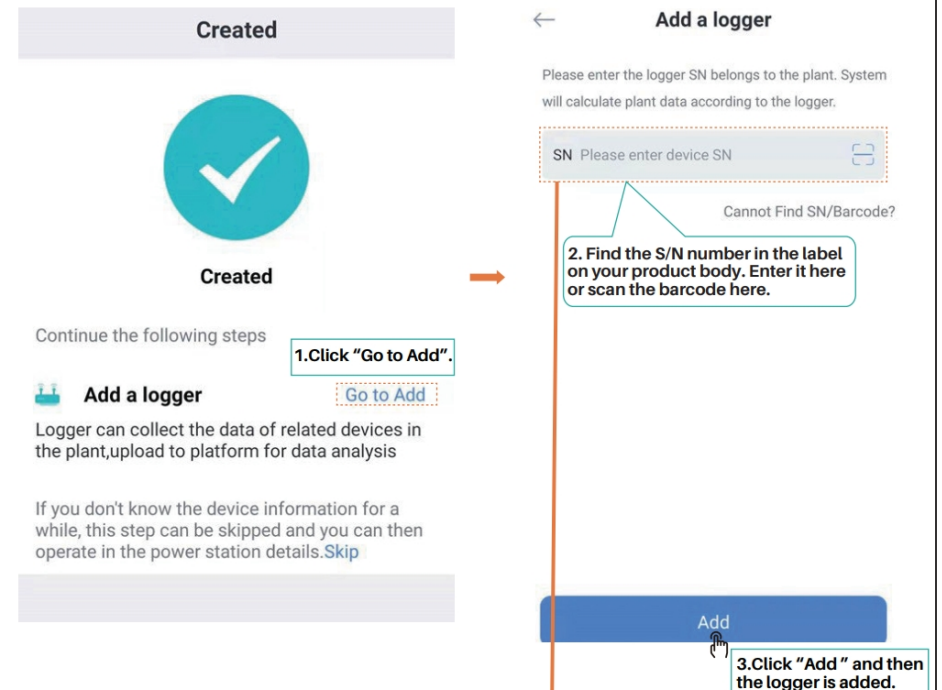 Created
Created
Continue the following steps
1.Click “Go to Add”.
Add a logger
Go to Add
Logger can collect the data of related devices in
the plant,upload to platform for data analysis
If you don't know the device information for a
while, this step can be skipped and you can then
operate in the power station details.Skip
Add a logger
Please enter the logger SN belongs to the plant. System
will calculate plant data according to the logger.
SN Please enter device SN
Cannot Find SN/Barcode?
2. Find the S/N number in the label
on your product body. Enter it here
or scan the barcode here.
Add
3.Click “Add ” and then
the logger is added.